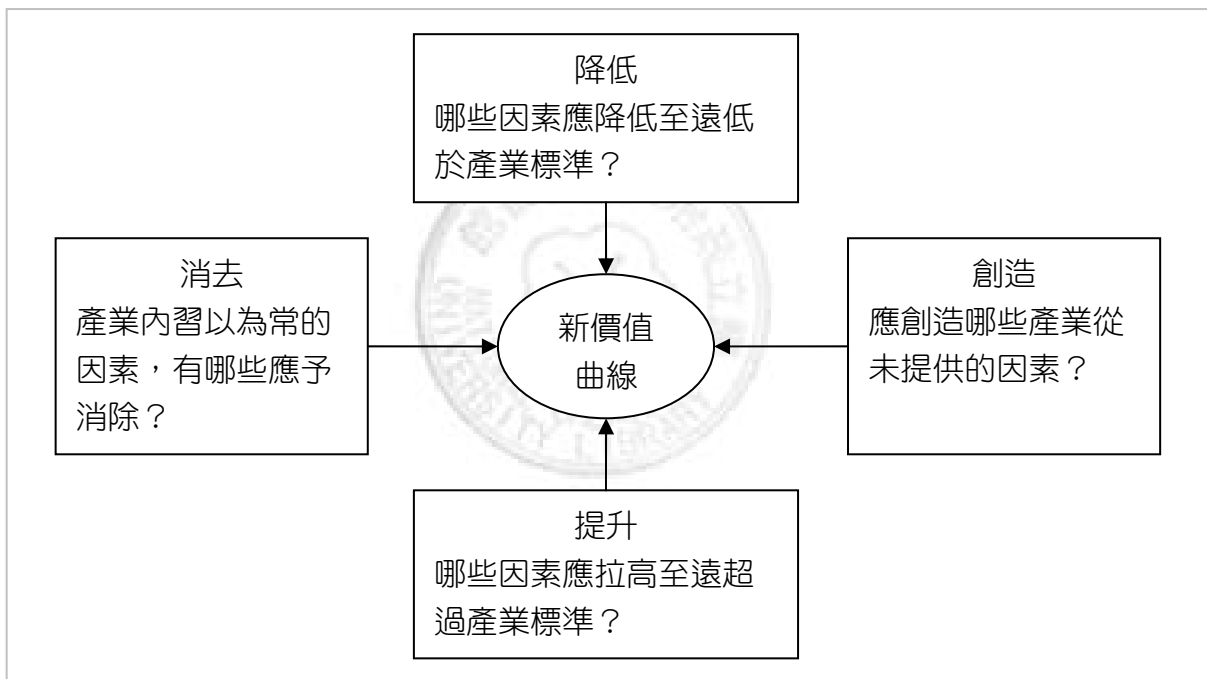 降低
哪些因素應降低至遠低
於產業標準？
消去
產業內習以為常的
因素，有哪些應予
消除？
新價值
曲線
創造
應創造哪些產業從
未提供的因素？
提升
哪些因素應拉高至遠超
過產業標準？